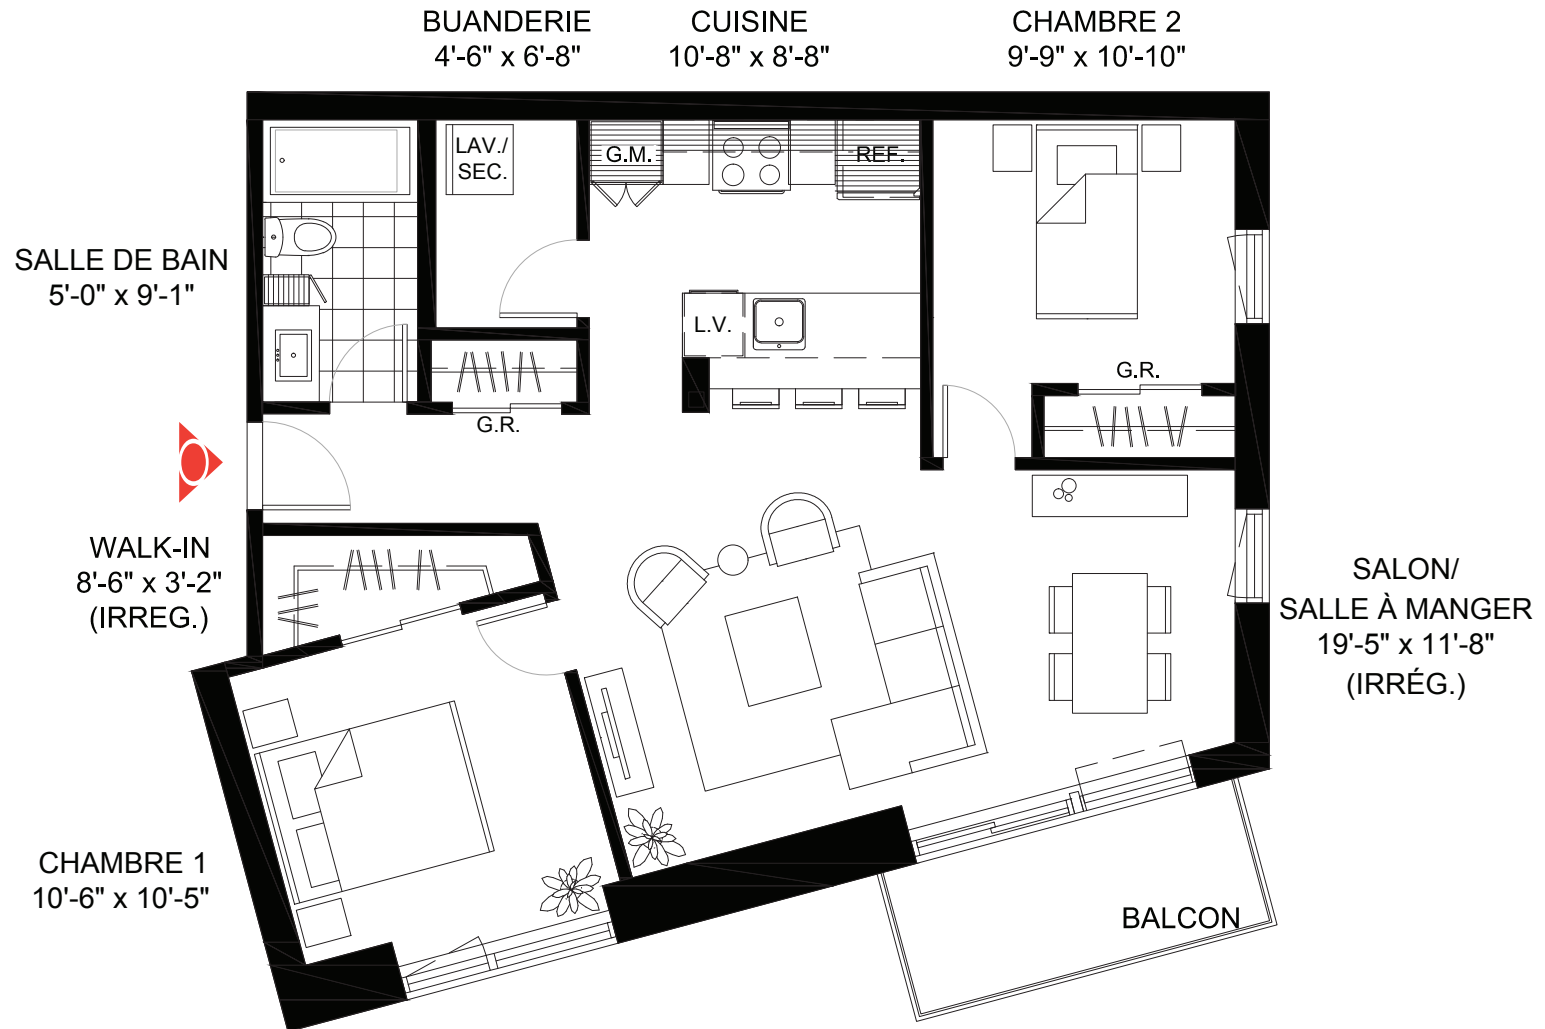 BUANDERIE
4'-6" x 6'-8"
CUISINE
10'-8" x 8'-8"
CHAMBRE 2
9'-9" x 10'-10"
LAV./
SEC.
G.M.
REF.
SALLE DE BAIN
5'-0" x 9'-1"
L.V.
G.R.
G.R.
WALK-IN
8'-6" x 3'-2"
(IRREG.)
SALON/
SALLE À MANGER
19'-5" x 11'-8"
(IRRÉG.)
CHAMBRE 1
10'-6" x 10'-5"
BALCON